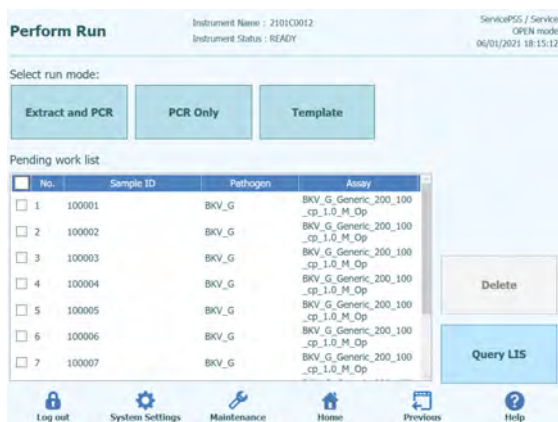 Perform Run
Instrument Name : 2101C0012
Instrument Status : READY
ServicePSS / Service
OPEN mode
06/01/2021 18:15:12
Select run mode:
Extract and PCR
PCR Only
Template
Pending work list
No. Sample ID Pathogen Assay
1 100001 BKV_G BKV_G_Generic_200_100
_cp_1.0_M_Op
2 100002 BKV_G BKV_G_Generic_200_100
_cp_1.0_M_Op
3 100003 BKV_G BKV_G_Generic_200_100
_cp_1.0_M_Op
4 100004 BKV_G BKV_G_Generic_200_100
_cp_1.0_M_Op
5 100005 BKV_G BKV_G_Generic_200_100
_cp_1.0_M_Op
6 100006 BKV_G BKV_G_Generic_200_100
_cp_1.0_M_Op
7 100007 BKV_G BKV_G_Generic_200_100
_cp_1.0_M_Op
Delete
Query LIS
Log out
System Settings
Maintenance
Home
Previous
Help